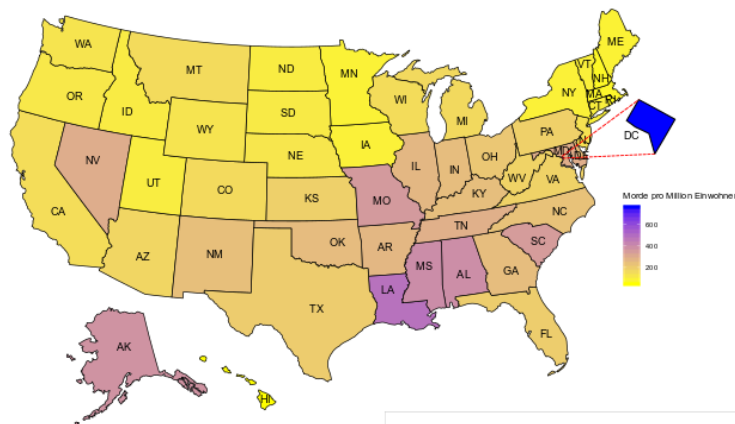 WA
ME
MT
ND
MN
VT
NH
OR
ID
SD
WI
NY
MA
CT
RI
WY
MI
IA
NE
PA
NJ
DC
NV
UT
CO
IL
IN
OH
MD
DE
WV
VA
KS
MO
KY
CA
NC
TN
OK
AR
SC
AZ
NM
MS
AL
GA
LA
TX
FL
AK
HI
Morde pro Million Einwohner
600
400
200